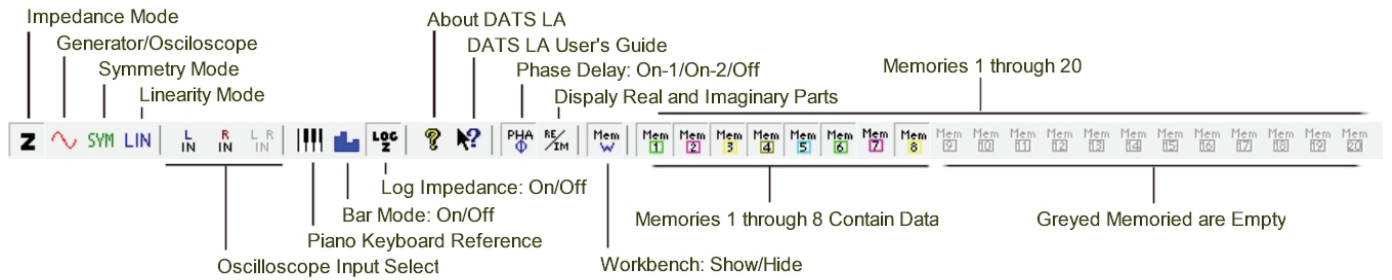 Impedance Mode
Generator/Osciloscope
Symmetry Mode
Linearity Mode
About DATS LA
DATS LA User's Guide
Phase Delay: On-1/On-2/Off
Dispaly Real and Imaginary Parts
Memories 1 through 20
Z SYM LIN L IN R IN L R IN LOG Z ? ? PHA Φ RE/IM Mem W Mem 1 Mem 2 Mem 3 Mem 4 Mem 5 Mem 6 Mem 7 Mem 8 Mem 9 Mem 10 Mem 11 Mem 12 Mem 13 Mem 14 Mem 15 Mem 16 Mem 17 Mem 18 Mem 19 Mem 20
Log Impedance: On/Off
Bar Mode: On/Off
Piano Keyboard Reference
Oscilloscope Input Select
Workbench: Show/Hide
Memories 1 through 8 Contain Data
Greyed Memoried are Empty